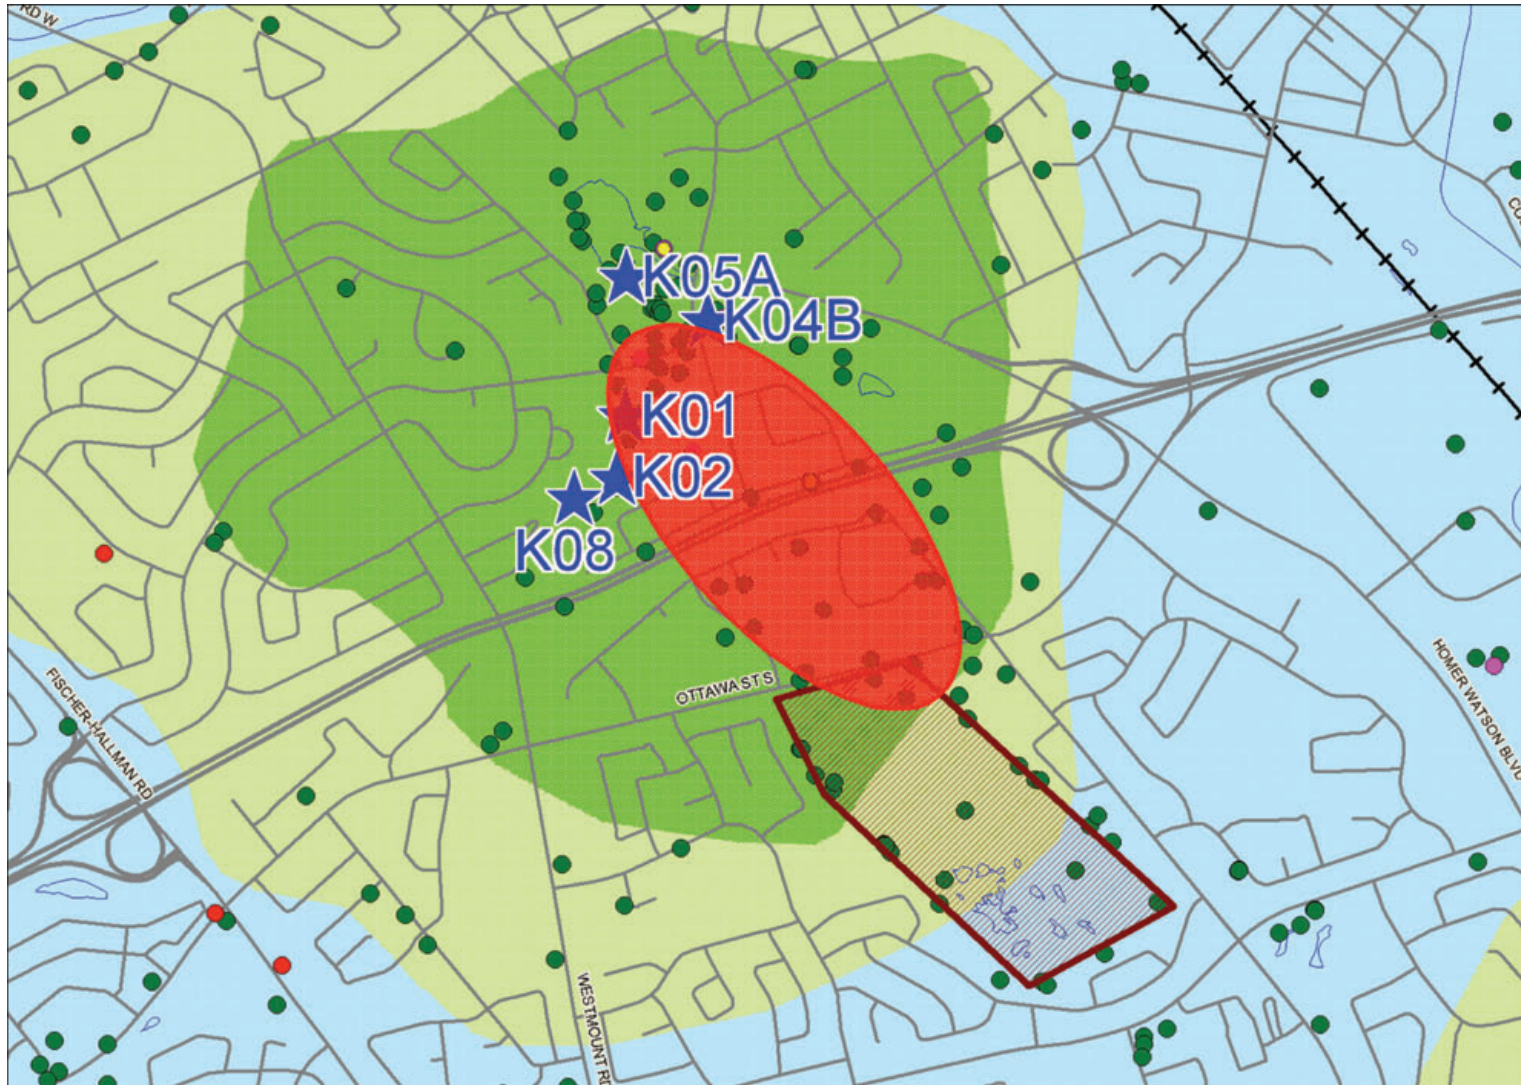 RD W
K05A
K04B
K01
K02
K08
OTTAWA ST S
FISCHER-HALLMAN RD
HOMER WATSON BLVD
WESTMOUNT RD